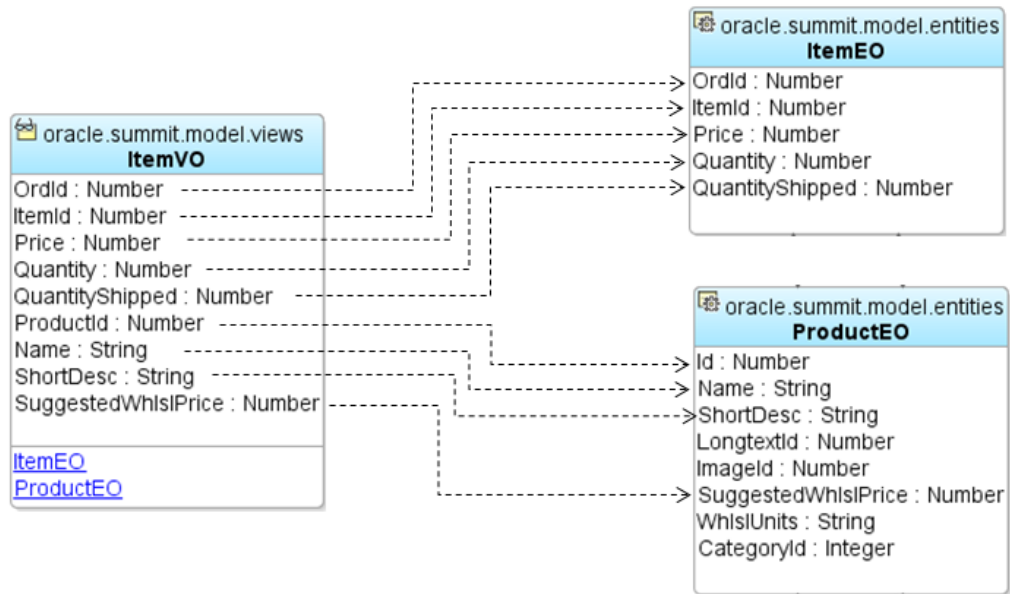 oracle.summit.model.views
ItemVO
OrdId : Number
ItemId : Number
Price : Number
Quantity : Number
QuantityShipped : Number
ProductId : Number
Name : String
ShortDesc : String
SuggestedWhlslPrice : Number
ItemEO
ProductEO
oracle.summit.model.entities
ItemEO
OrdId : Number
ItemId : Number
Price : Number
Quantity : Number
QuantityShipped : Number
oracle.summit.model.entities
ProductEO
Id : Number
Name : String
ShortDesc : String
LongtextId : Number
ImageId : Number
SuggestedWhlslPrice : Number
WhlslUnits : String
CategoryId : Integer